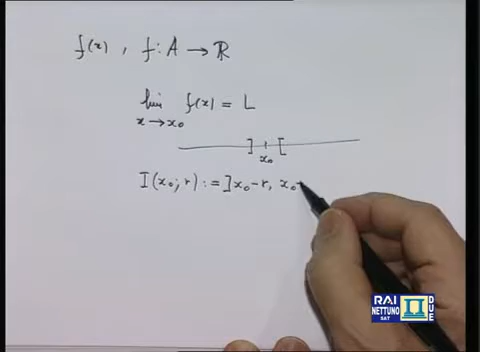 f(x) , f: A → ℝ
lim f(x) = L
x → x₀
] [
x₀
I(x₀; r) := ]x₀ - r, x₀
RAI
NETTUNO
SAT
DUE